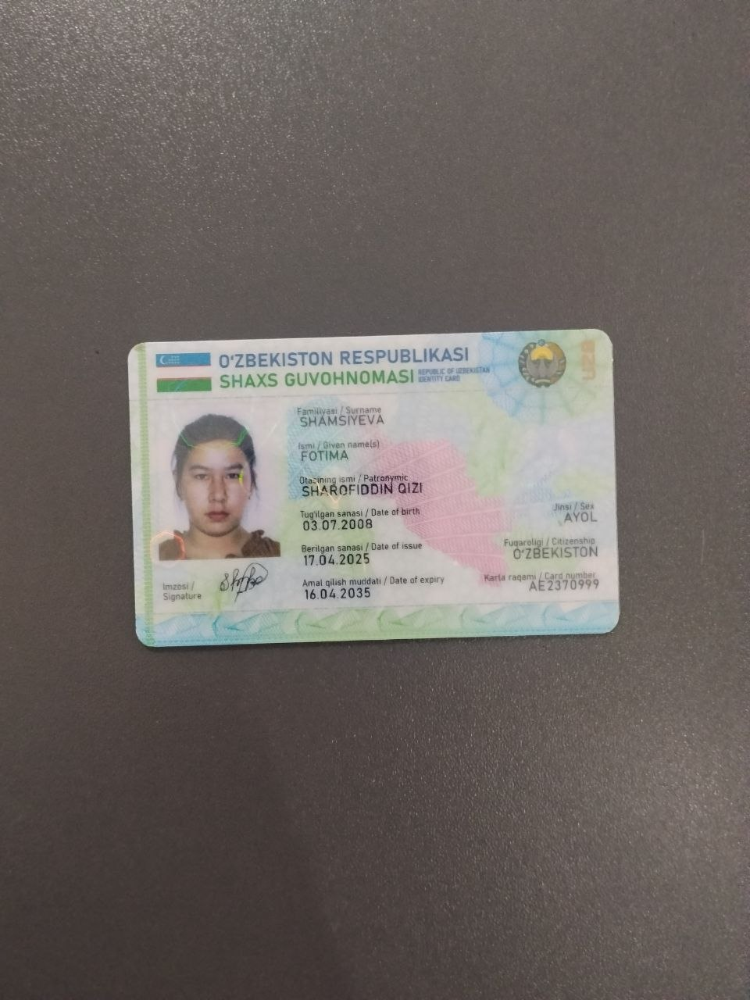 O‘ZBEKISTON RESPUBLIKASI
SHAXS GUVOHNOMASI
REPUBLIC OF UZBEKISTAN
IDENTITY CARD
UZB
Familiyasi / Surname
SHAMSIYEVA
Ismi / Given name(s)
FOTIMA
Otasining ismi / Patronymic
SHAROFIDDIN QIZI
Tug‘ilgan sanasi / Date of birth
03.07.2008
Jinsi / Sex
AYOL
Berilgan sanasi / Date of issue
17.04.2025
Fuqaroligi / Citizenship
O‘ZBEKISTON
Amal qilish muddati / Date of expiry
16.04.2035
Karta raqami / Card number
AE2370999
Imzosi /
Signature